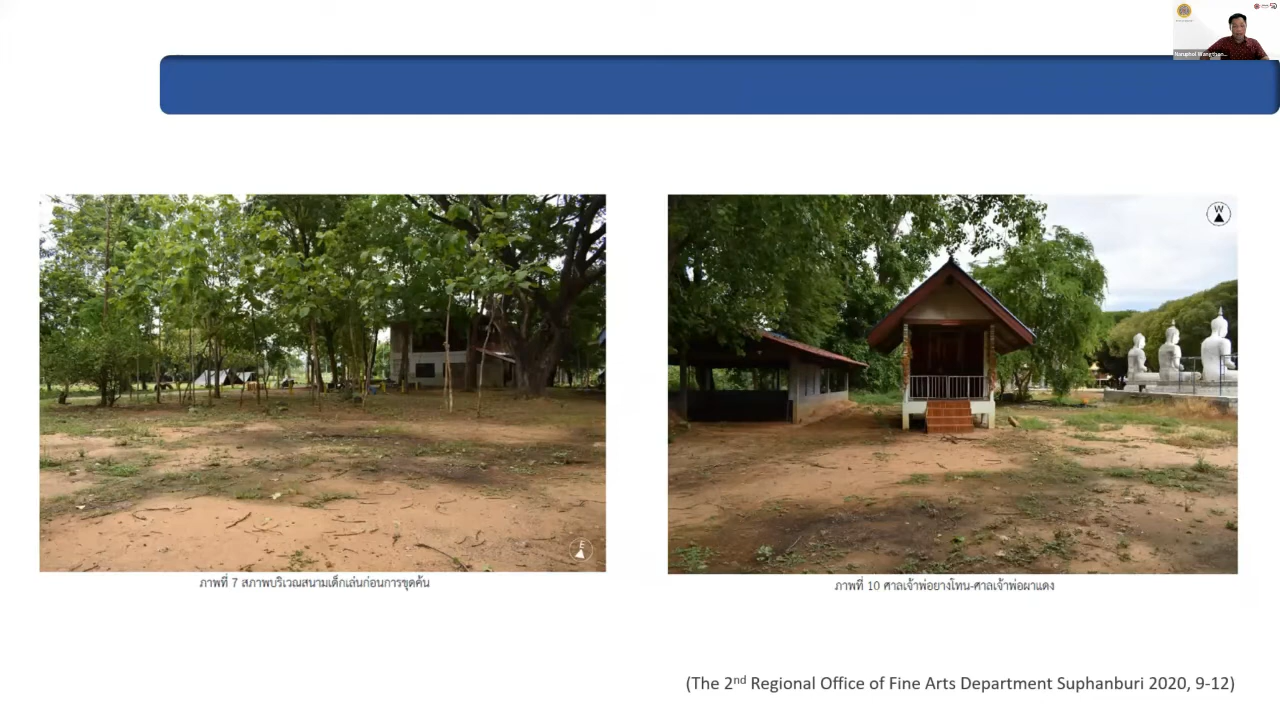 W
E
ภาพที่ 7 สภาพบริเวณสนามเด็กเล่นก่อนการขุดค้น
ภาพที่ 10 ศาลเจ้าพ่อยางโทน-ศาลเจ้าพ่อผาแดง
(The 2nd Regional Office of Fine Arts Department Suphanburi 2020, 9-12)